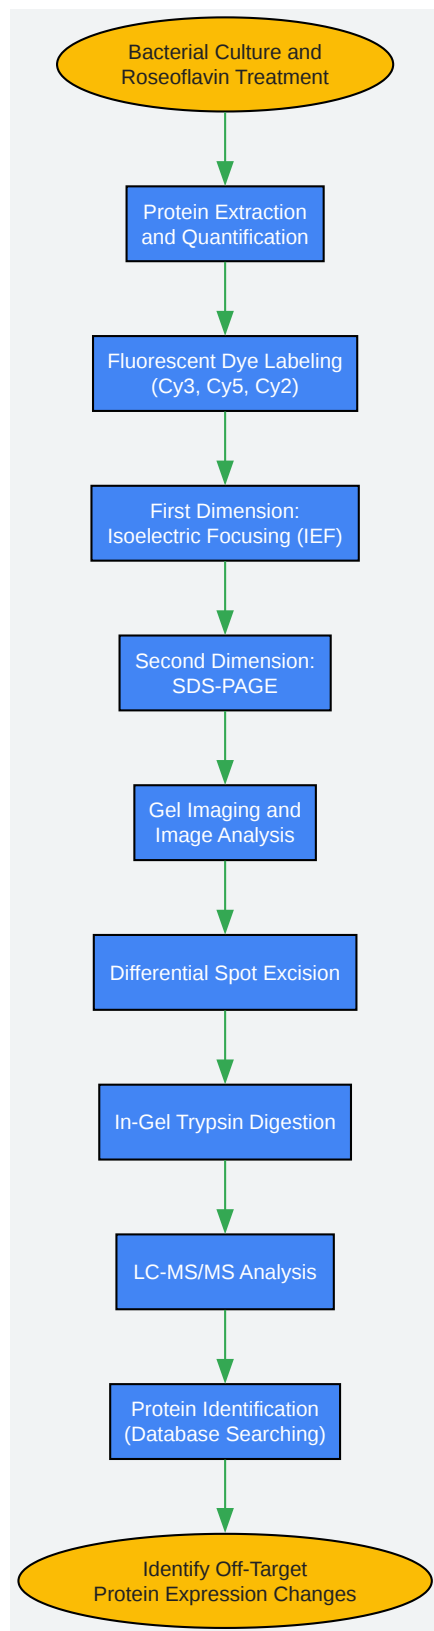 Bacterial Culture and
Roseoflavin Treatment
Protein Extraction
and Quantification
Fluorescent Dye Labeling
(Cy3, Cy5, Cy2)
First Dimension:
Isoelectric Focusing (IEF)
Second Dimension:
SDS-PAGE
Gel Imaging and
Image Analysis
Differential Spot Excision
In-Gel Trypsin Digestion
LC-MS/MS Analysis
Protein Identification
(Database Searching)
Identify Off-Target
Protein Expression Changes